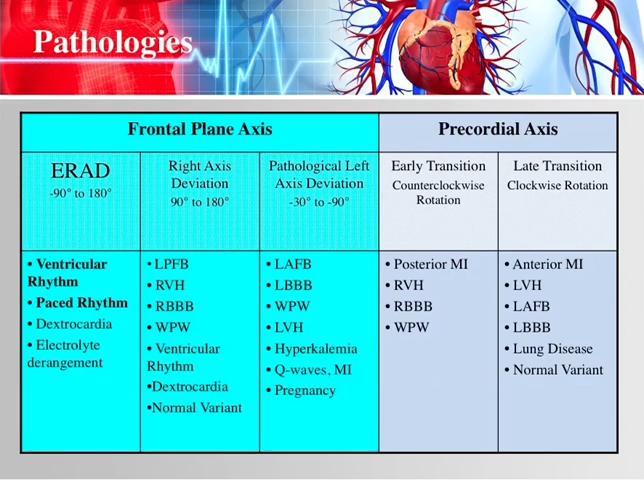 Pathologies
Frontal Plane Axis
Precordial Axis
ERAD
-90° to 180°
Right Axis
Deviation
90° to 180°
Pathological Left
Axis Deviation
-30° to -90°
Early Transition
Counterclockwise
Rotation
Late Transition
Clockwise Rotation
• Ventricular
Rhythm
• Paced Rhythm
• Dextrocardia
• Electrolyte
derangement
• LPFB
• RVH
• RBBB
• WPW
• Ventricular
Rhythm
•Dextrocardia
•Normal Variant
• LAFB
• LBBB
• WPW
• LVH
• Hyperkalemia
• Q-waves, MI
• Pregnancy
• Posterior MI
• RVH
• RBBB
• WPW
• Anterior MI
• LVH
• LAFB
• LBBB
• Lung Disease
• Normal Variant